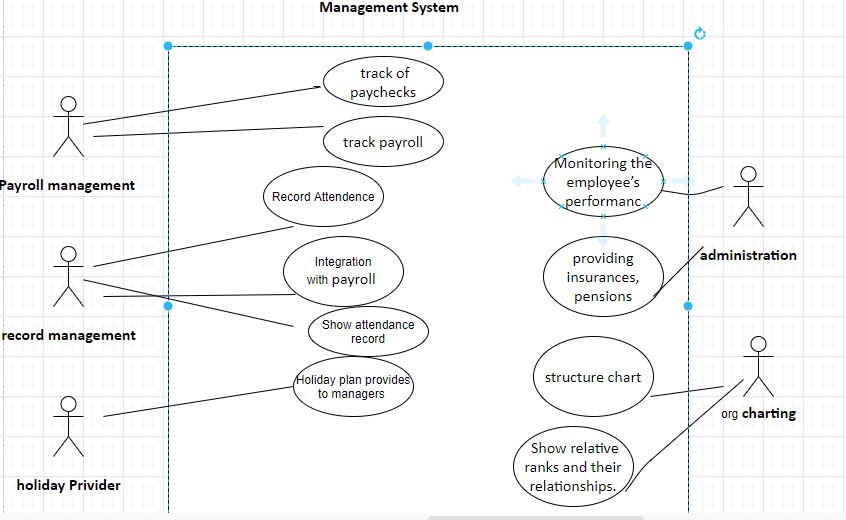 Management System
track of
paychecks
track payroll
Payroll management
Record Attendence
Integration
with payroll
Show attendance
record
record management
Holiday plan provides
to managers
holiday Privider
Monitoring the
employee's
performanc
administration
providing
insurances,
pensions
structure chart
org charting
Show relative
ranks and their
relationships.